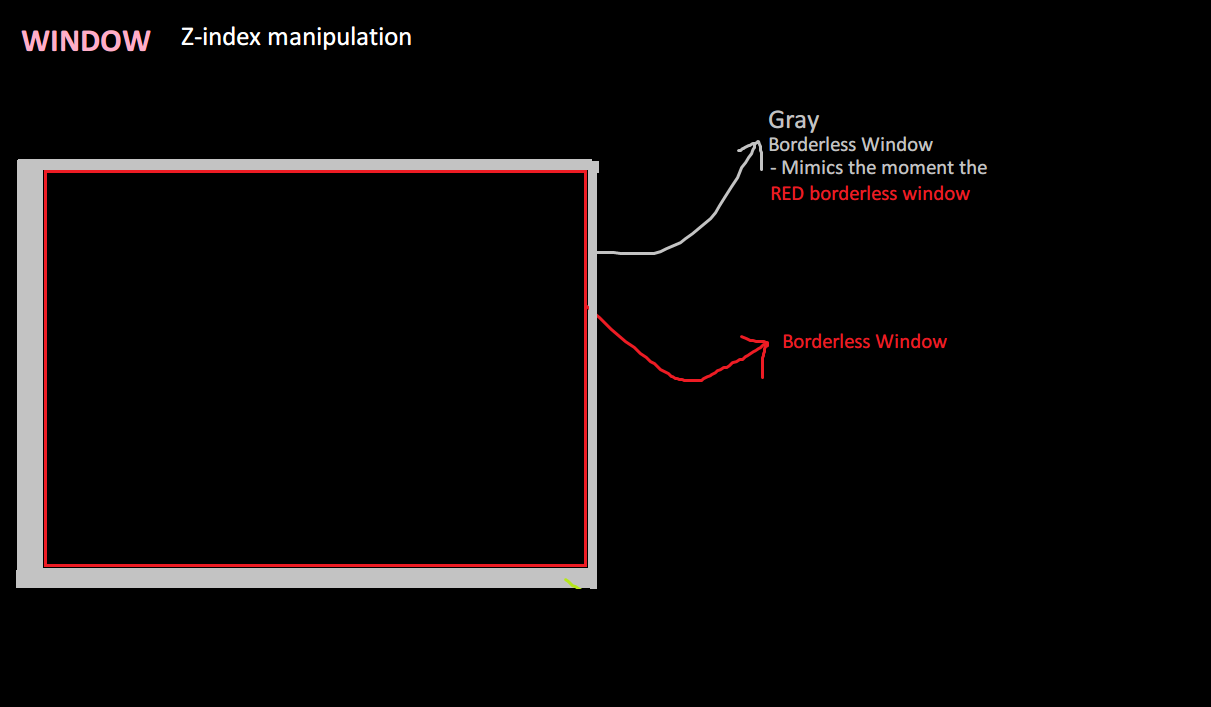 WINDOW Z-index manipulation
Gray
Borderless Window
- Mimics the moment the
RED borderless window
Borderless Window